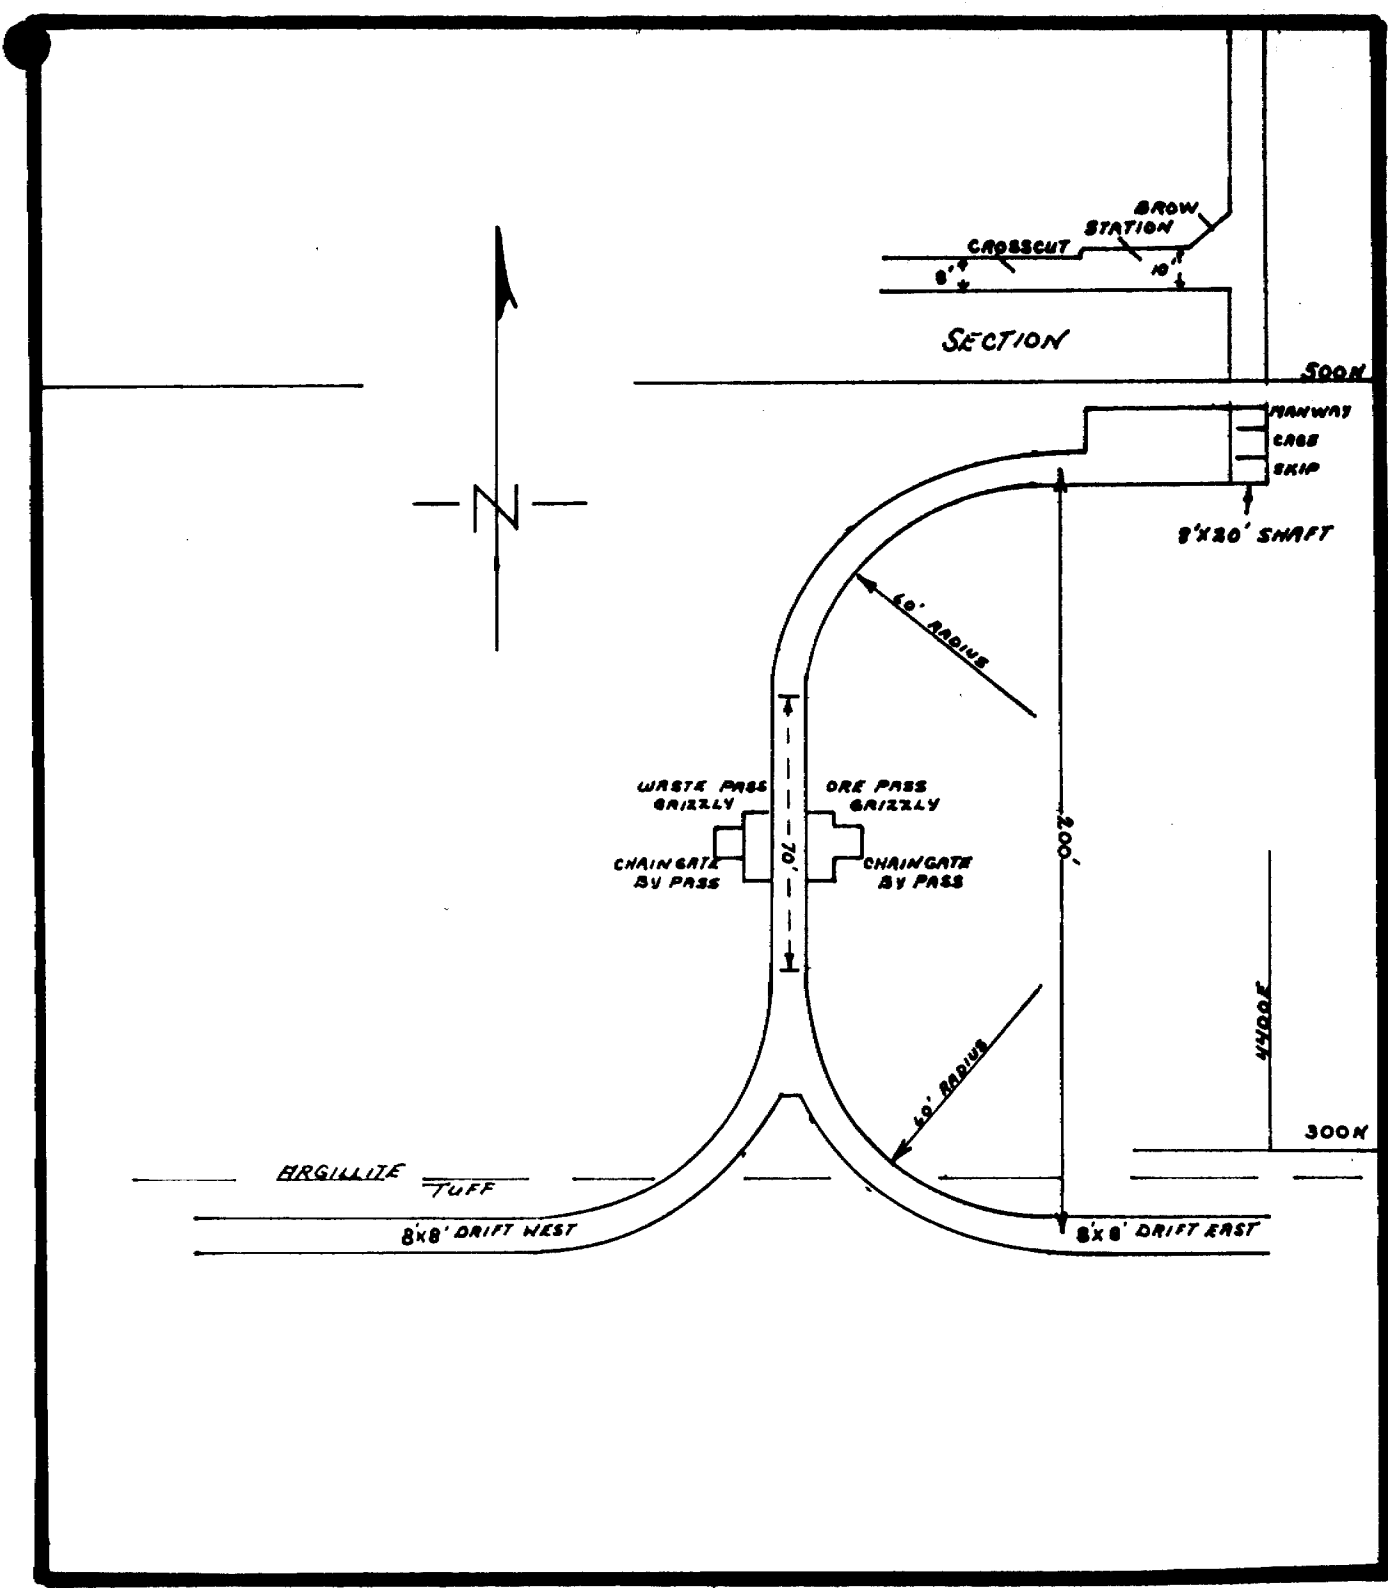 BROW
STATION
CROSSCUT
8'
10'
SECTION
500N
MANWAY
CAGE
SKIP
N
8'X20' SHAFT
60' RADIUS
WASTE PASS
GRIZZLY
ORE PASS
GRIZZLY
70'
200'
CHAINGATE
BY PASS
CHAINGATE
BY PASS
4400E
60' RADIUS
300N
ARGILLITE
TUFF
8'X8' DRIFT WEST
8'X8' DRIFT EAST